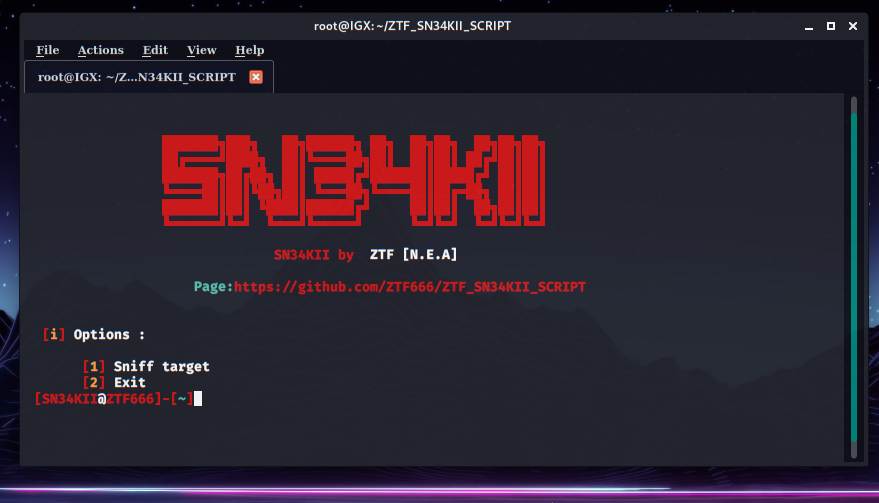 root@IGX: ~/ZTF_SN34KII_SCRIPT
File Actions Edit View Help
root@IGX: ~/Z...N34KII_SCRIPT
SN34KII
SN34KII by ZTF [N.E.A]
Page:https://github.com/ZTF666/ZTF_SN34KII_SCRIPT
[i] Options :
[1] Sniff target
[2] Exit
[SN34KII@ZTF666]-[~]